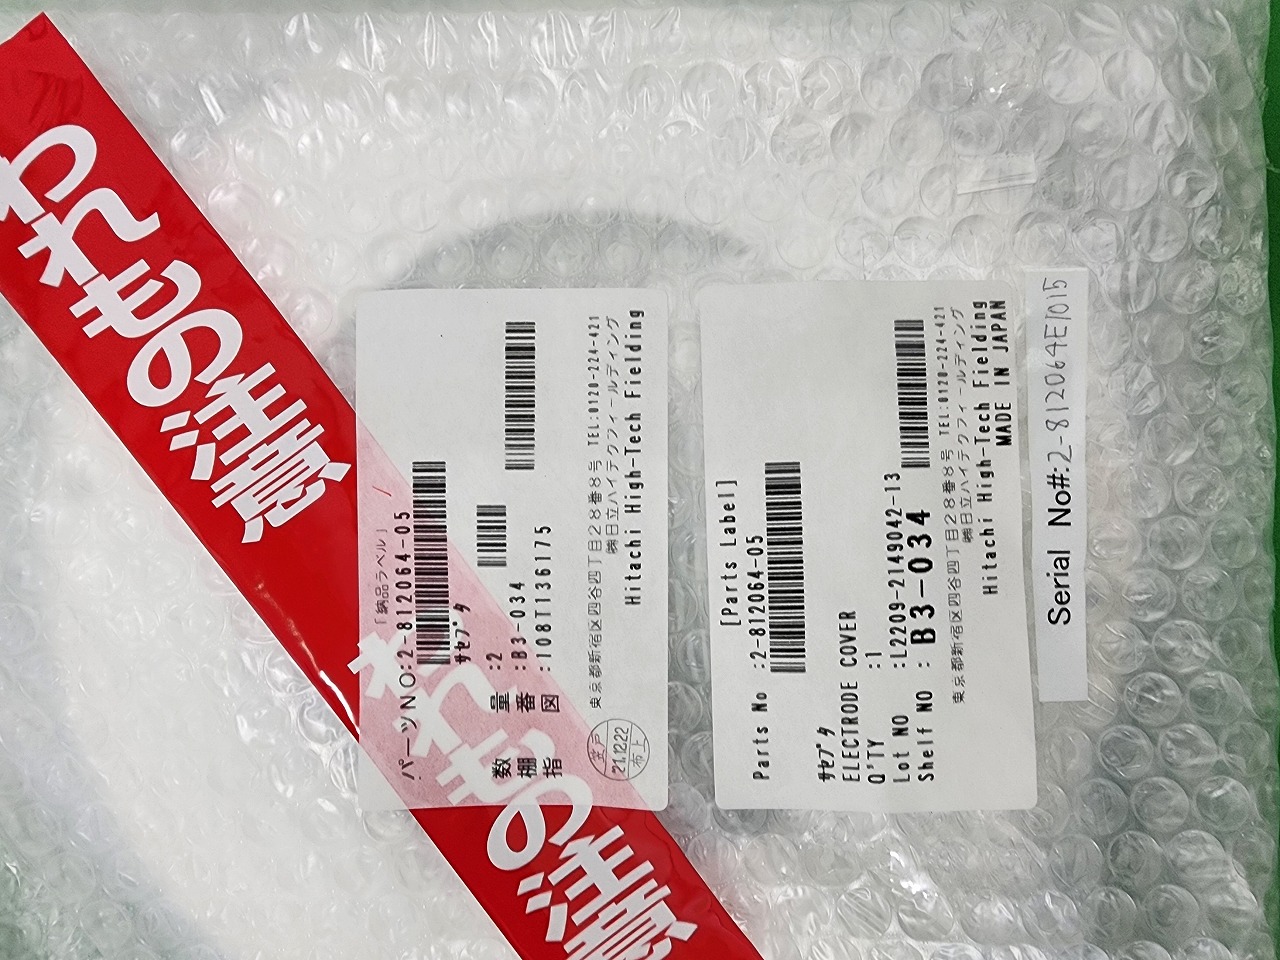 われもの注意
われもの注意
「納品ラベル」
パーツNO:2-812064-05
ｻｾﾌﾟﾀ
数量:2
棚番:B3-034
指図:I08T136175
東京都新宿区四谷四丁目28番8号 TEL:0120-224-421
㈱日立ハイテクフィールディング
Hitachi High-Tech Fielding
21.12.22
[Parts Label]
Parts No :2-812064-05
ｻｾﾌﾟﾀ
ELECTRODE COVER
Q'TY :1
Lot NO :L2209-2149042-13
Shelf NO : B3-034
東京都新宿区四谷四丁目28番8号 TEL:0120-224-421
㈱日立ハイテクフィールディング
Hitachi High-Tech Fielding
MADE IN JAPAN
Serial No#:2-812064E1015